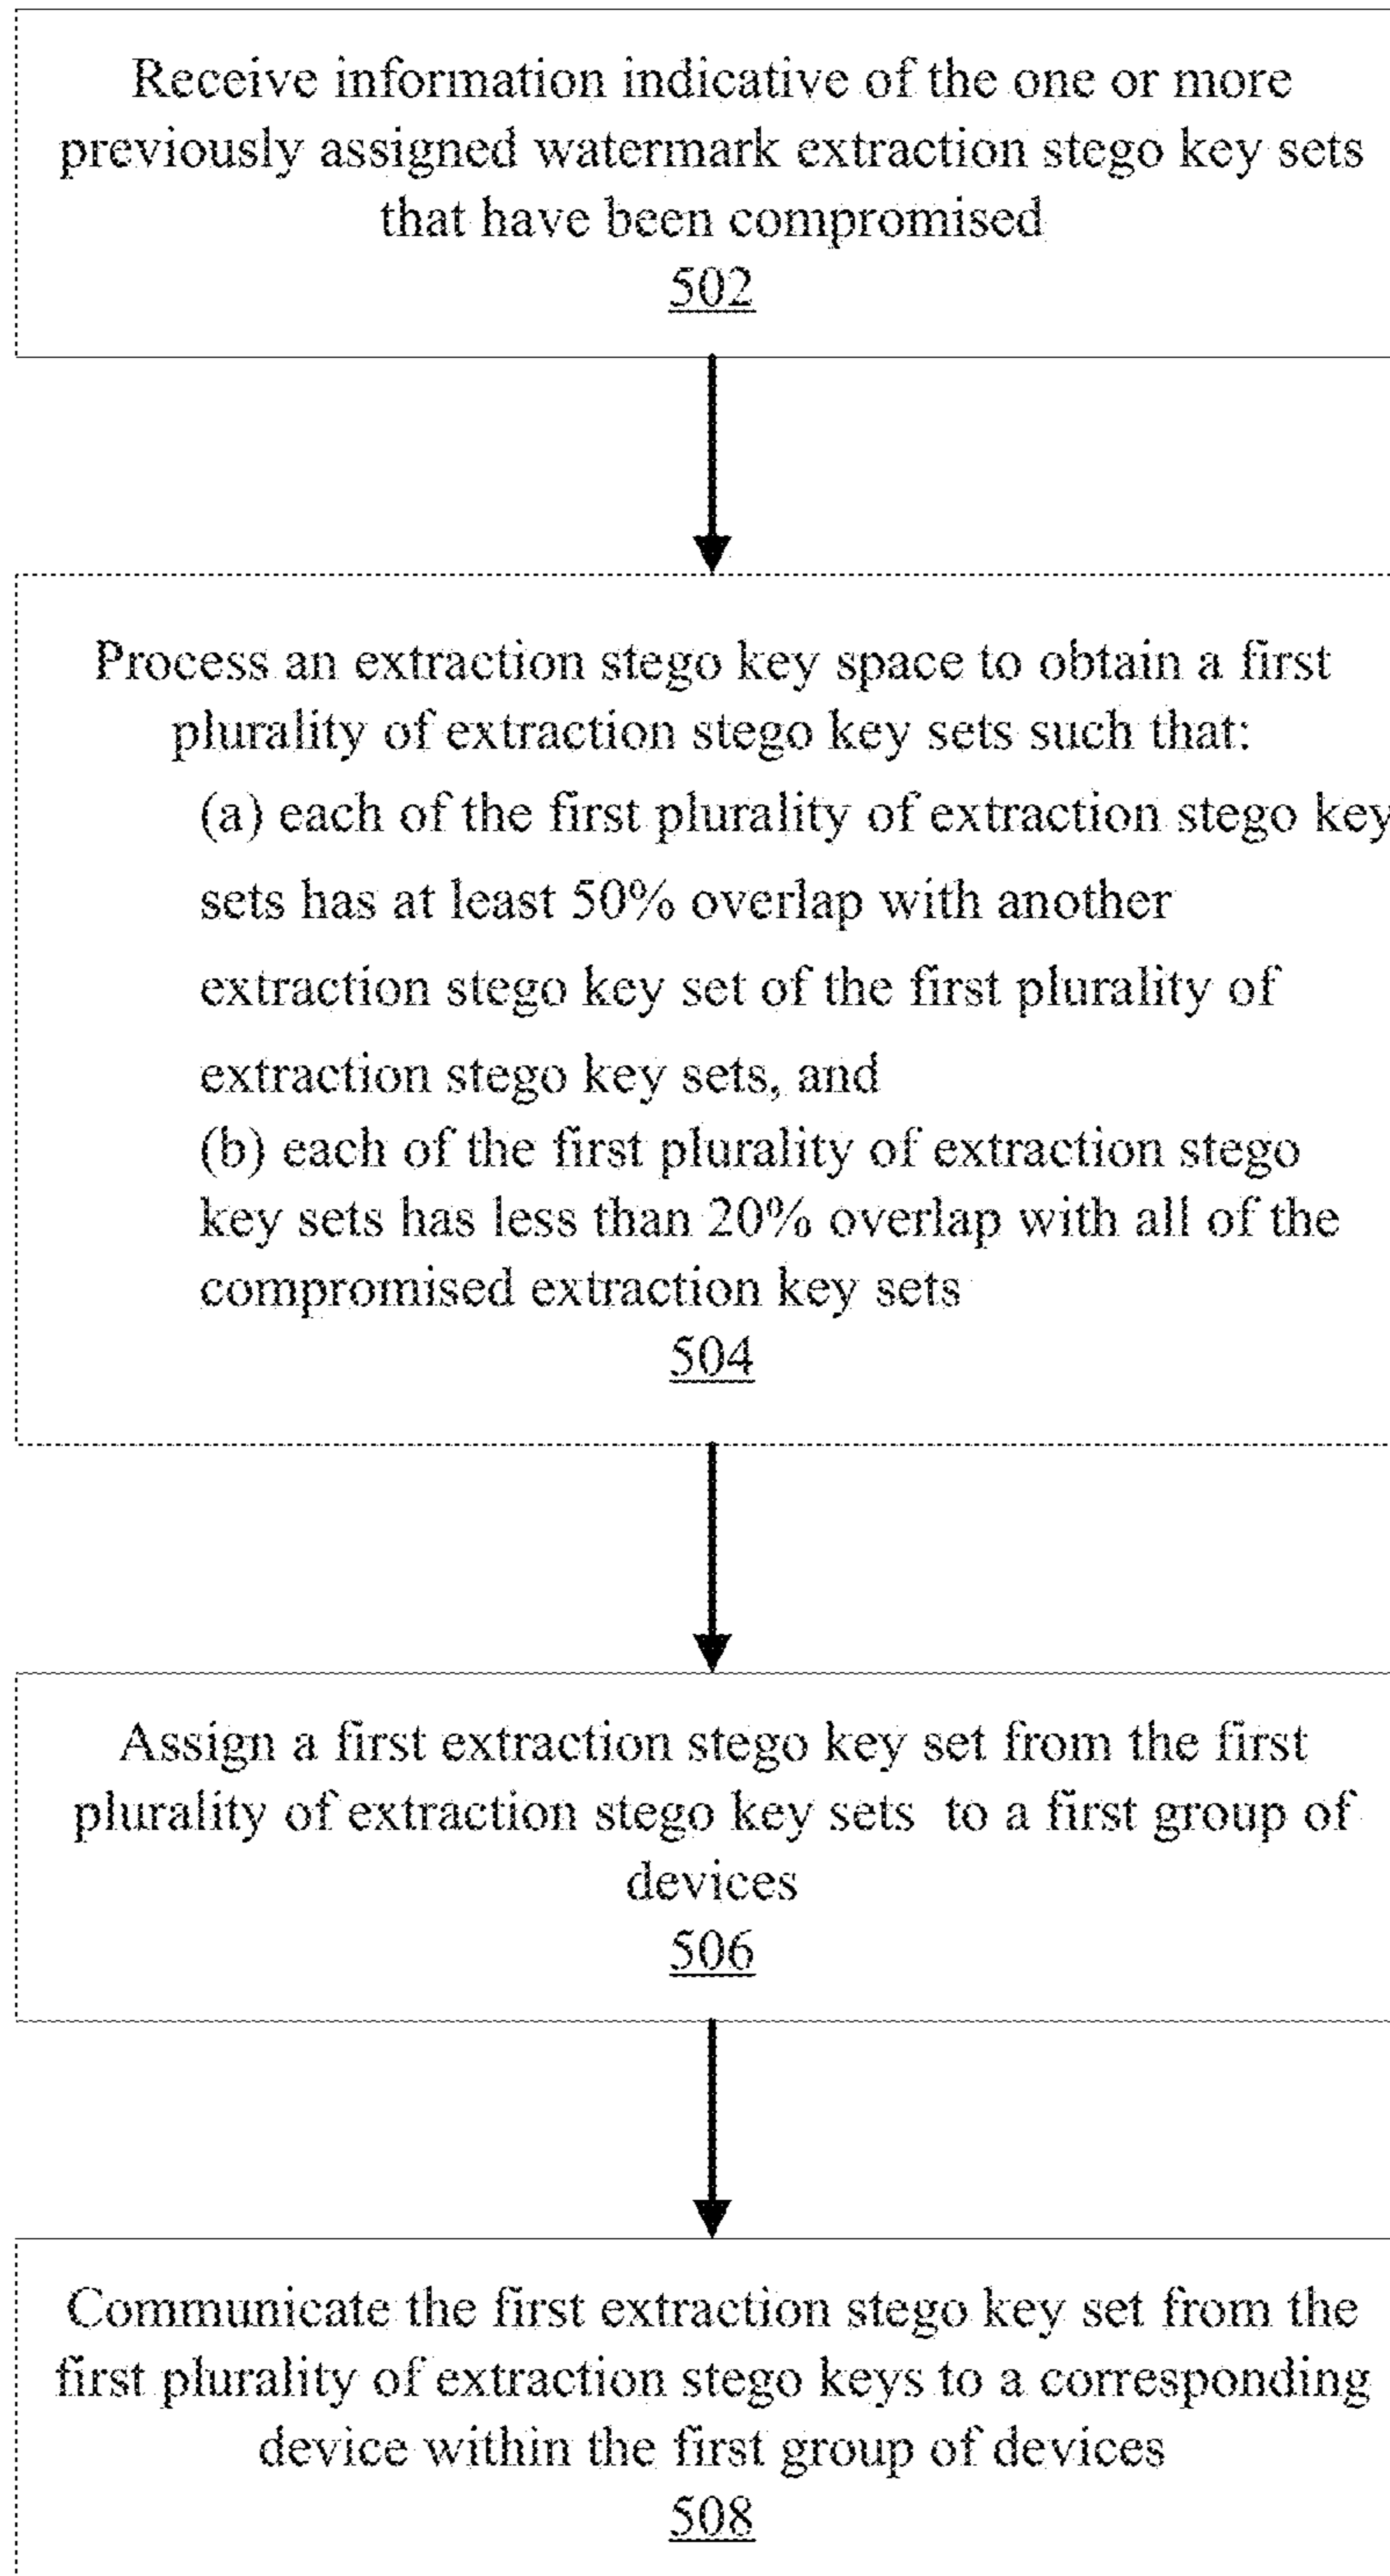 Receive information indicative of the one or more
previously assigned watermark extraction stego key sets
that have been compromised
502
Process an extraction stego key space to obtain a first
plurality of extraction stego key sets such that:
(a) each of the first plurality of extraction stego key
sets has at least 50% overlap with another
extraction stego key set of the first plurality of
extraction stego key sets, and
(b) each of the first plurality of extraction stego
key sets has less than 20% overlap with all of the
compromised extraction key sets
504
Assign a first extraction stego key set from the first
plurality of extraction stego key sets to a first group of
devices
506
Communicate the first extraction stego key set from the
first plurality of extraction stego keys to a corresponding
device within the first group of devices
508